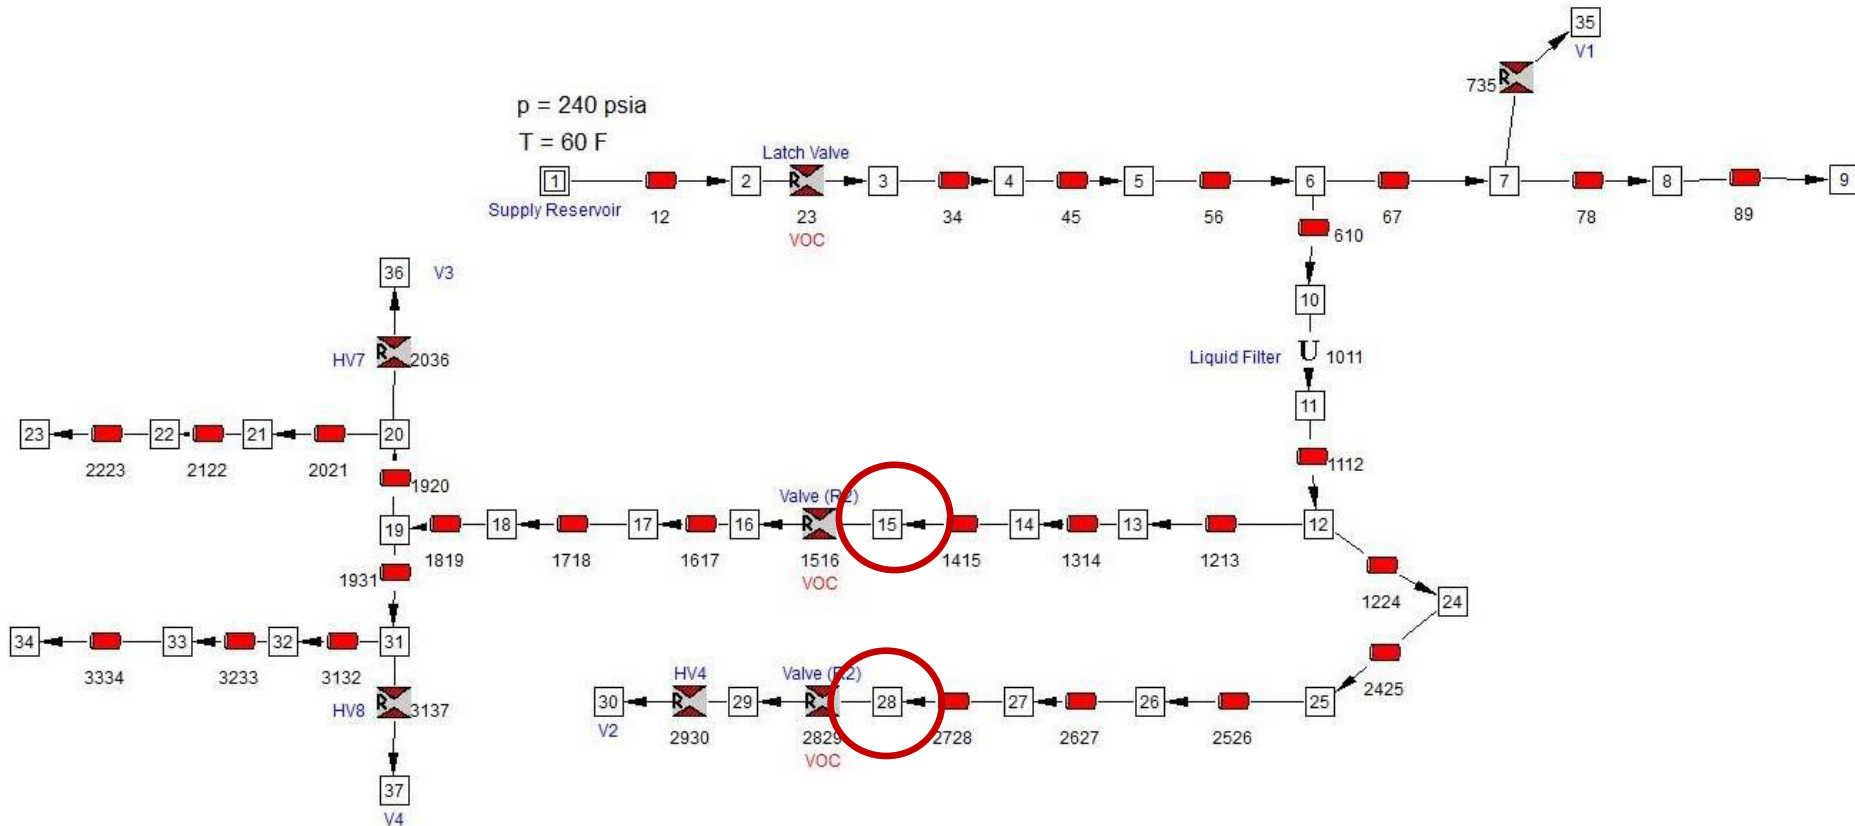 35
V1
735
R
p = 240 psia
T = 60 F
Latch Valve
1
2
R
3
4
5
6
7
8
9
Supply Reservoir
12
23
34
45
56
67
78
89
VOC
610
36
V3
10
HV7
R
2036
Liquid Filter
U
1011
11
23
22
21
20
2223
2122
2021
1112
1920
Valve (R2)
19
18
17
16
R
15
14
13
12
1819
1718
1617
1516
1415
1314
1213
VOC
1931
1224
24
34
33
32
31
2425
3334
3233
3132
HV4
Valve (R2)
HV8
R
3137
30
R
29
R
28
27
26
25
V2
2930
2829
2728
2627
2526
VOC
37
V4